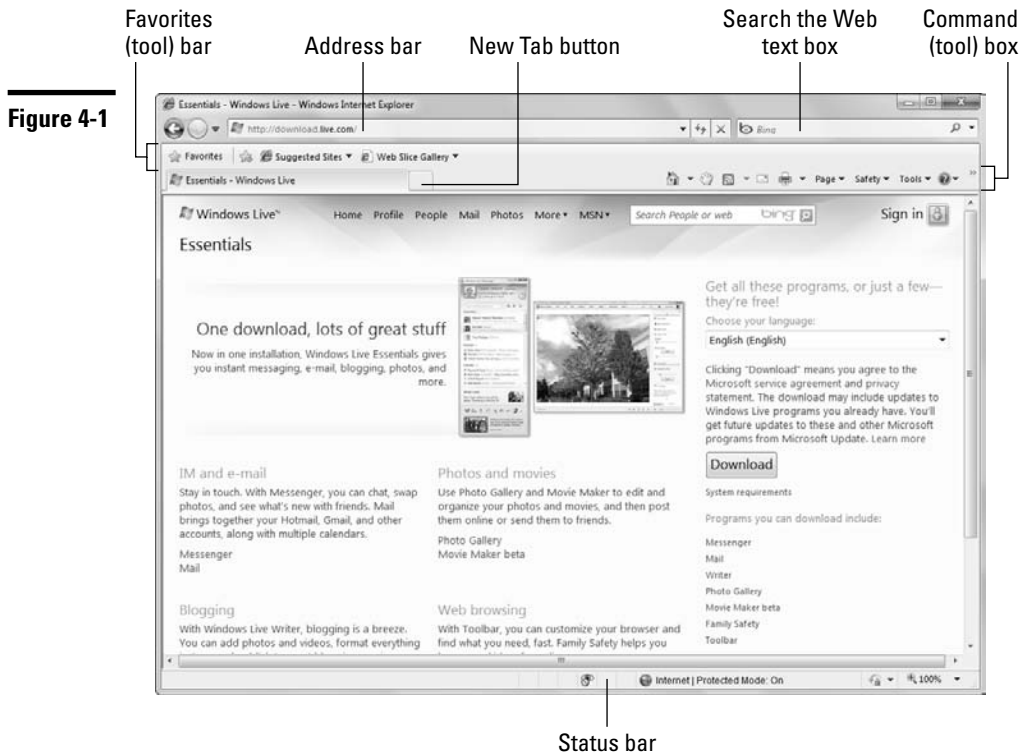 Favorites
(tool) bar
Address bar
New Tab button
Search the Web
text box
Command
(tool) box
Figure 4-1
Essentials - Windows Live - Windows Internet Explorer
http://download.live.com/
Bing
Favorites
Suggested Sites
Web Slice Gallery
Essentials - Windows Live
Page
Safety
Tools
Windows Live™
Home Profile People Mail Photos More MSN
Search People or web
bing
Sign in
Essentials
One download, lots of great stuff
Now in one installation, Windows Live Essentials gives
you instant messaging, e-mail, blogging, photos, and
more.
Get all these programs, or just a few—
they're free!
Choose your language:
English (English)
Clicking "Download" means you agree to the
Microsoft service agreement and privacy
statement. The download may include updates to
Windows Live programs you already have. You'll
get future updates to these and other Microsoft
programs from Microsoft Update. Learn more
Download
System requirements
Programs you can download include:
Messenger
Mail
Writer
Photo Gallery
Movie Maker beta
Family Safety
Toolbar
IM and e-mail
Stay in touch. With Messenger, you can chat, swap
photos, and see what's new with friends. Mail
brings together your Hotmail, Gmail, and other
accounts, along with multiple calendars.
Messenger
Mail
Photos and movies
Use Photo Gallery and Movie Maker to edit and
organize your photos and movies, and then post
them online or send them to friends.
Photo Gallery
Movie Maker beta
Blogging
With Windows Live Writer, blogging is a breeze.
You can add photos and videos, format everything
Web browsing
With Toolbar, you can customize your browser and
find what you need, fast. Family Safety helps you
Internet | Protected Mode: On
100%
Status bar